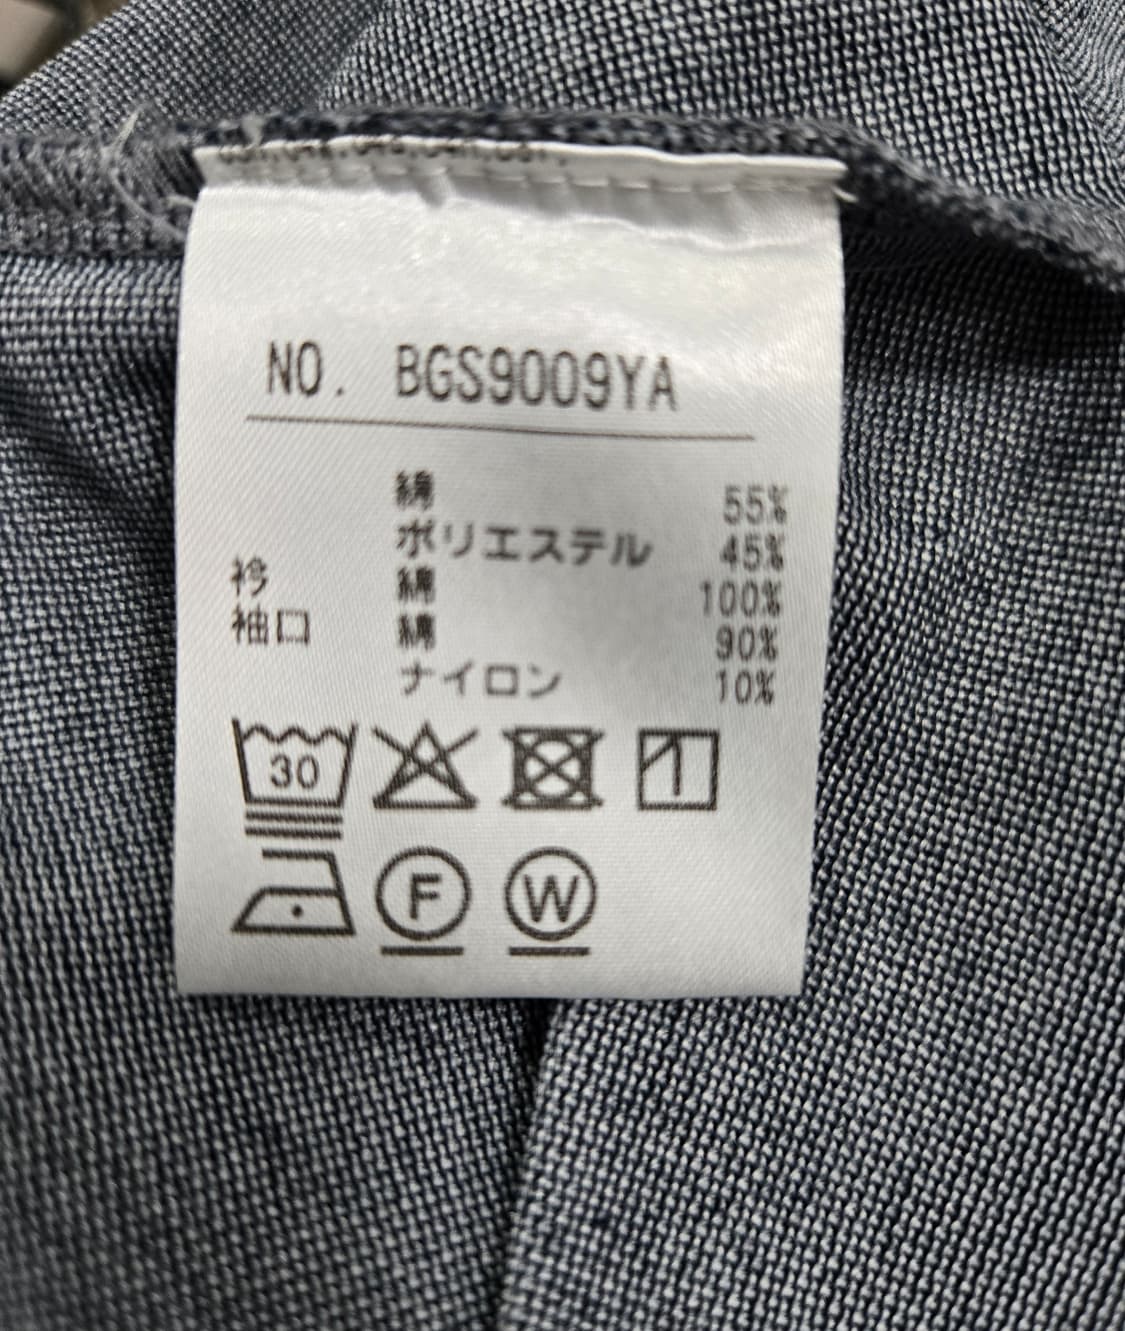 NO. BGS9009YA
綿 55%
ポリエステル 45%
衿 綿 100%
袖口 綿 90%
ナイロン 10%
30
F W